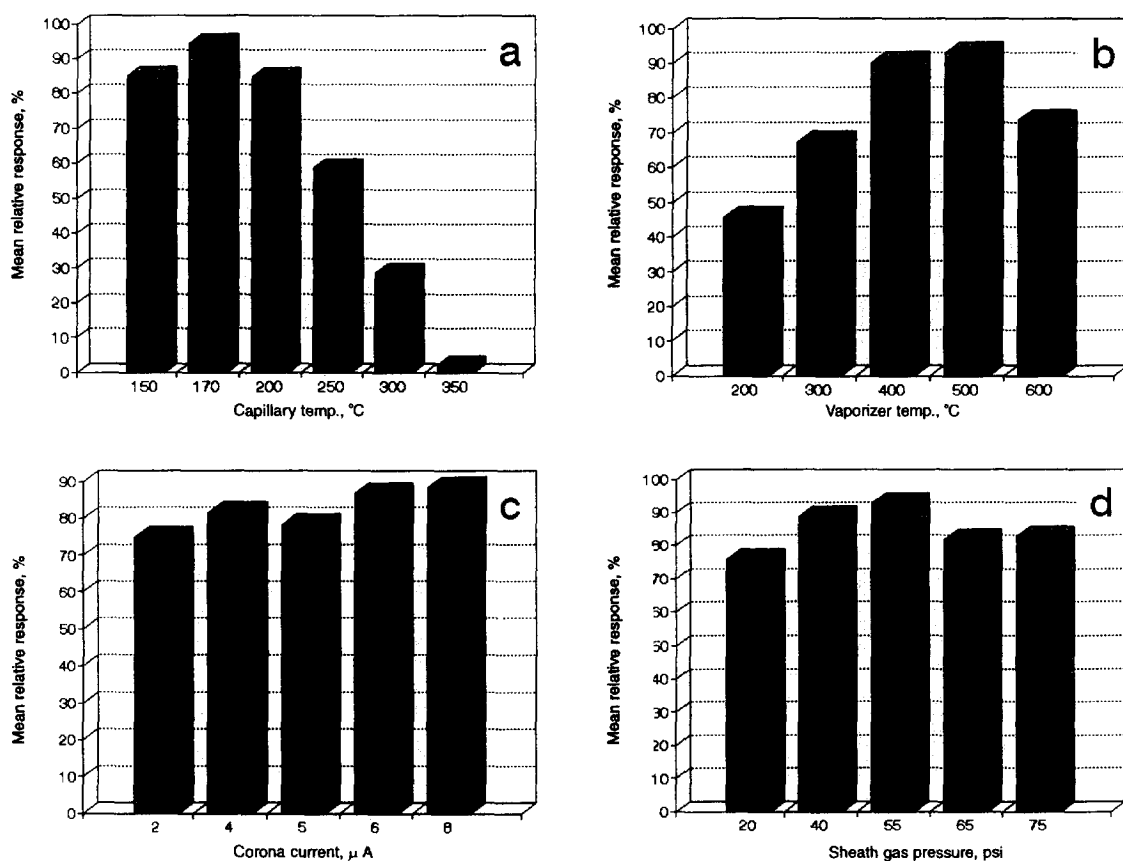 a
100
90
80
70
60
50
40
30
20
10
0
Mean relative response, %
150 170 200 250 300 350
Capillary temp., °C
b
100
90
80
70
60
50
40
30
20
10
0
Mean relative response, %
200 300 400 500 600
Vaporizer temp., °C
c
90
80
70
60
50
40
30
20
10
0
Mean relative response, %
2 4 5 6 8
Corona current, μ A
d
100
90
80
70
60
50
40
30
20
10
0
Mean relative response, %
20 40 55 65 75
Sheath gas pressure, psi